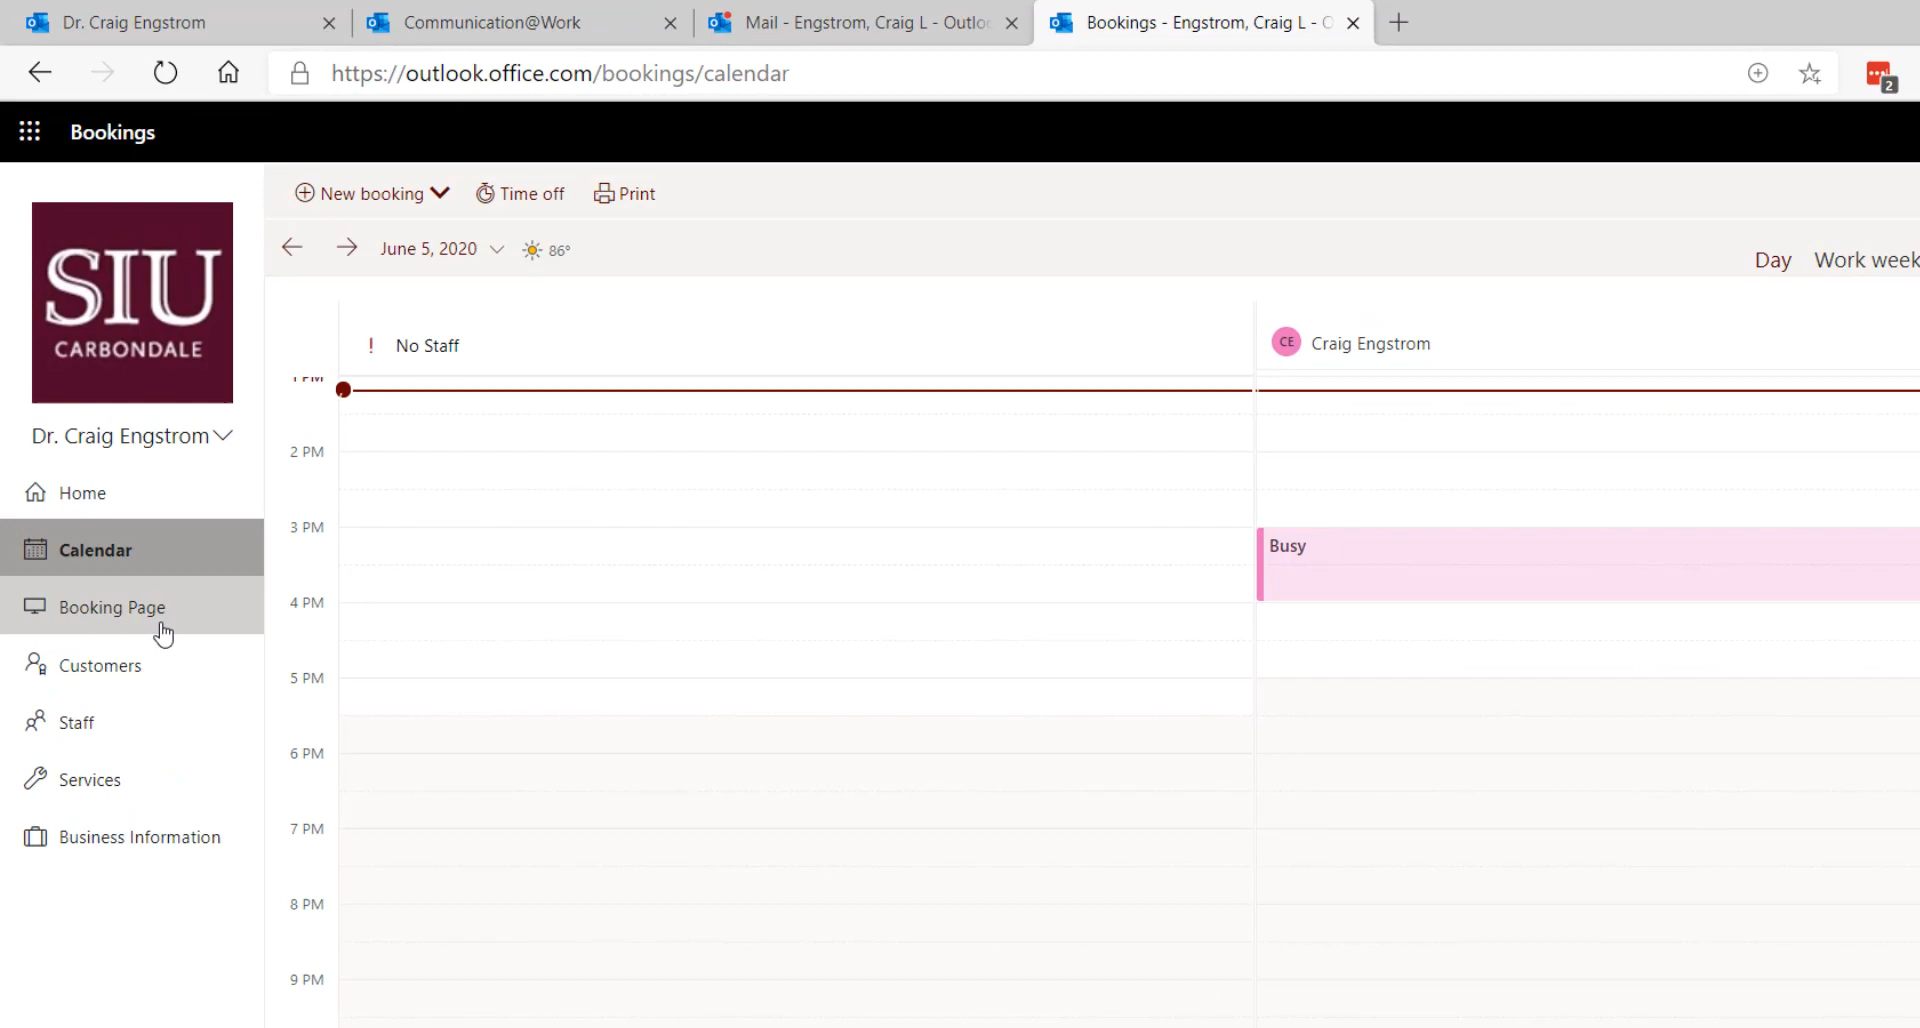 Dr. Craig Engstrom
Communication@Work
Mail - Engstrom, Craig L - Outlo
Bookings - Engstrom, Craig L - O
https://outlook.office.com/bookings/calendar
2
Bookings
New booking
Time off
Print
June 5, 2020
86°
Day
Work week
SIU
CARBONDALE
Dr. Craig Engstrom
Home
Calendar
Booking Page
Customers
Staff
Services
Business Information
! No Staff
CE Craig Engstrom
1 PM
2 PM
3 PM
Busy
4 PM
5 PM
6 PM
7 PM
8 PM
9 PM